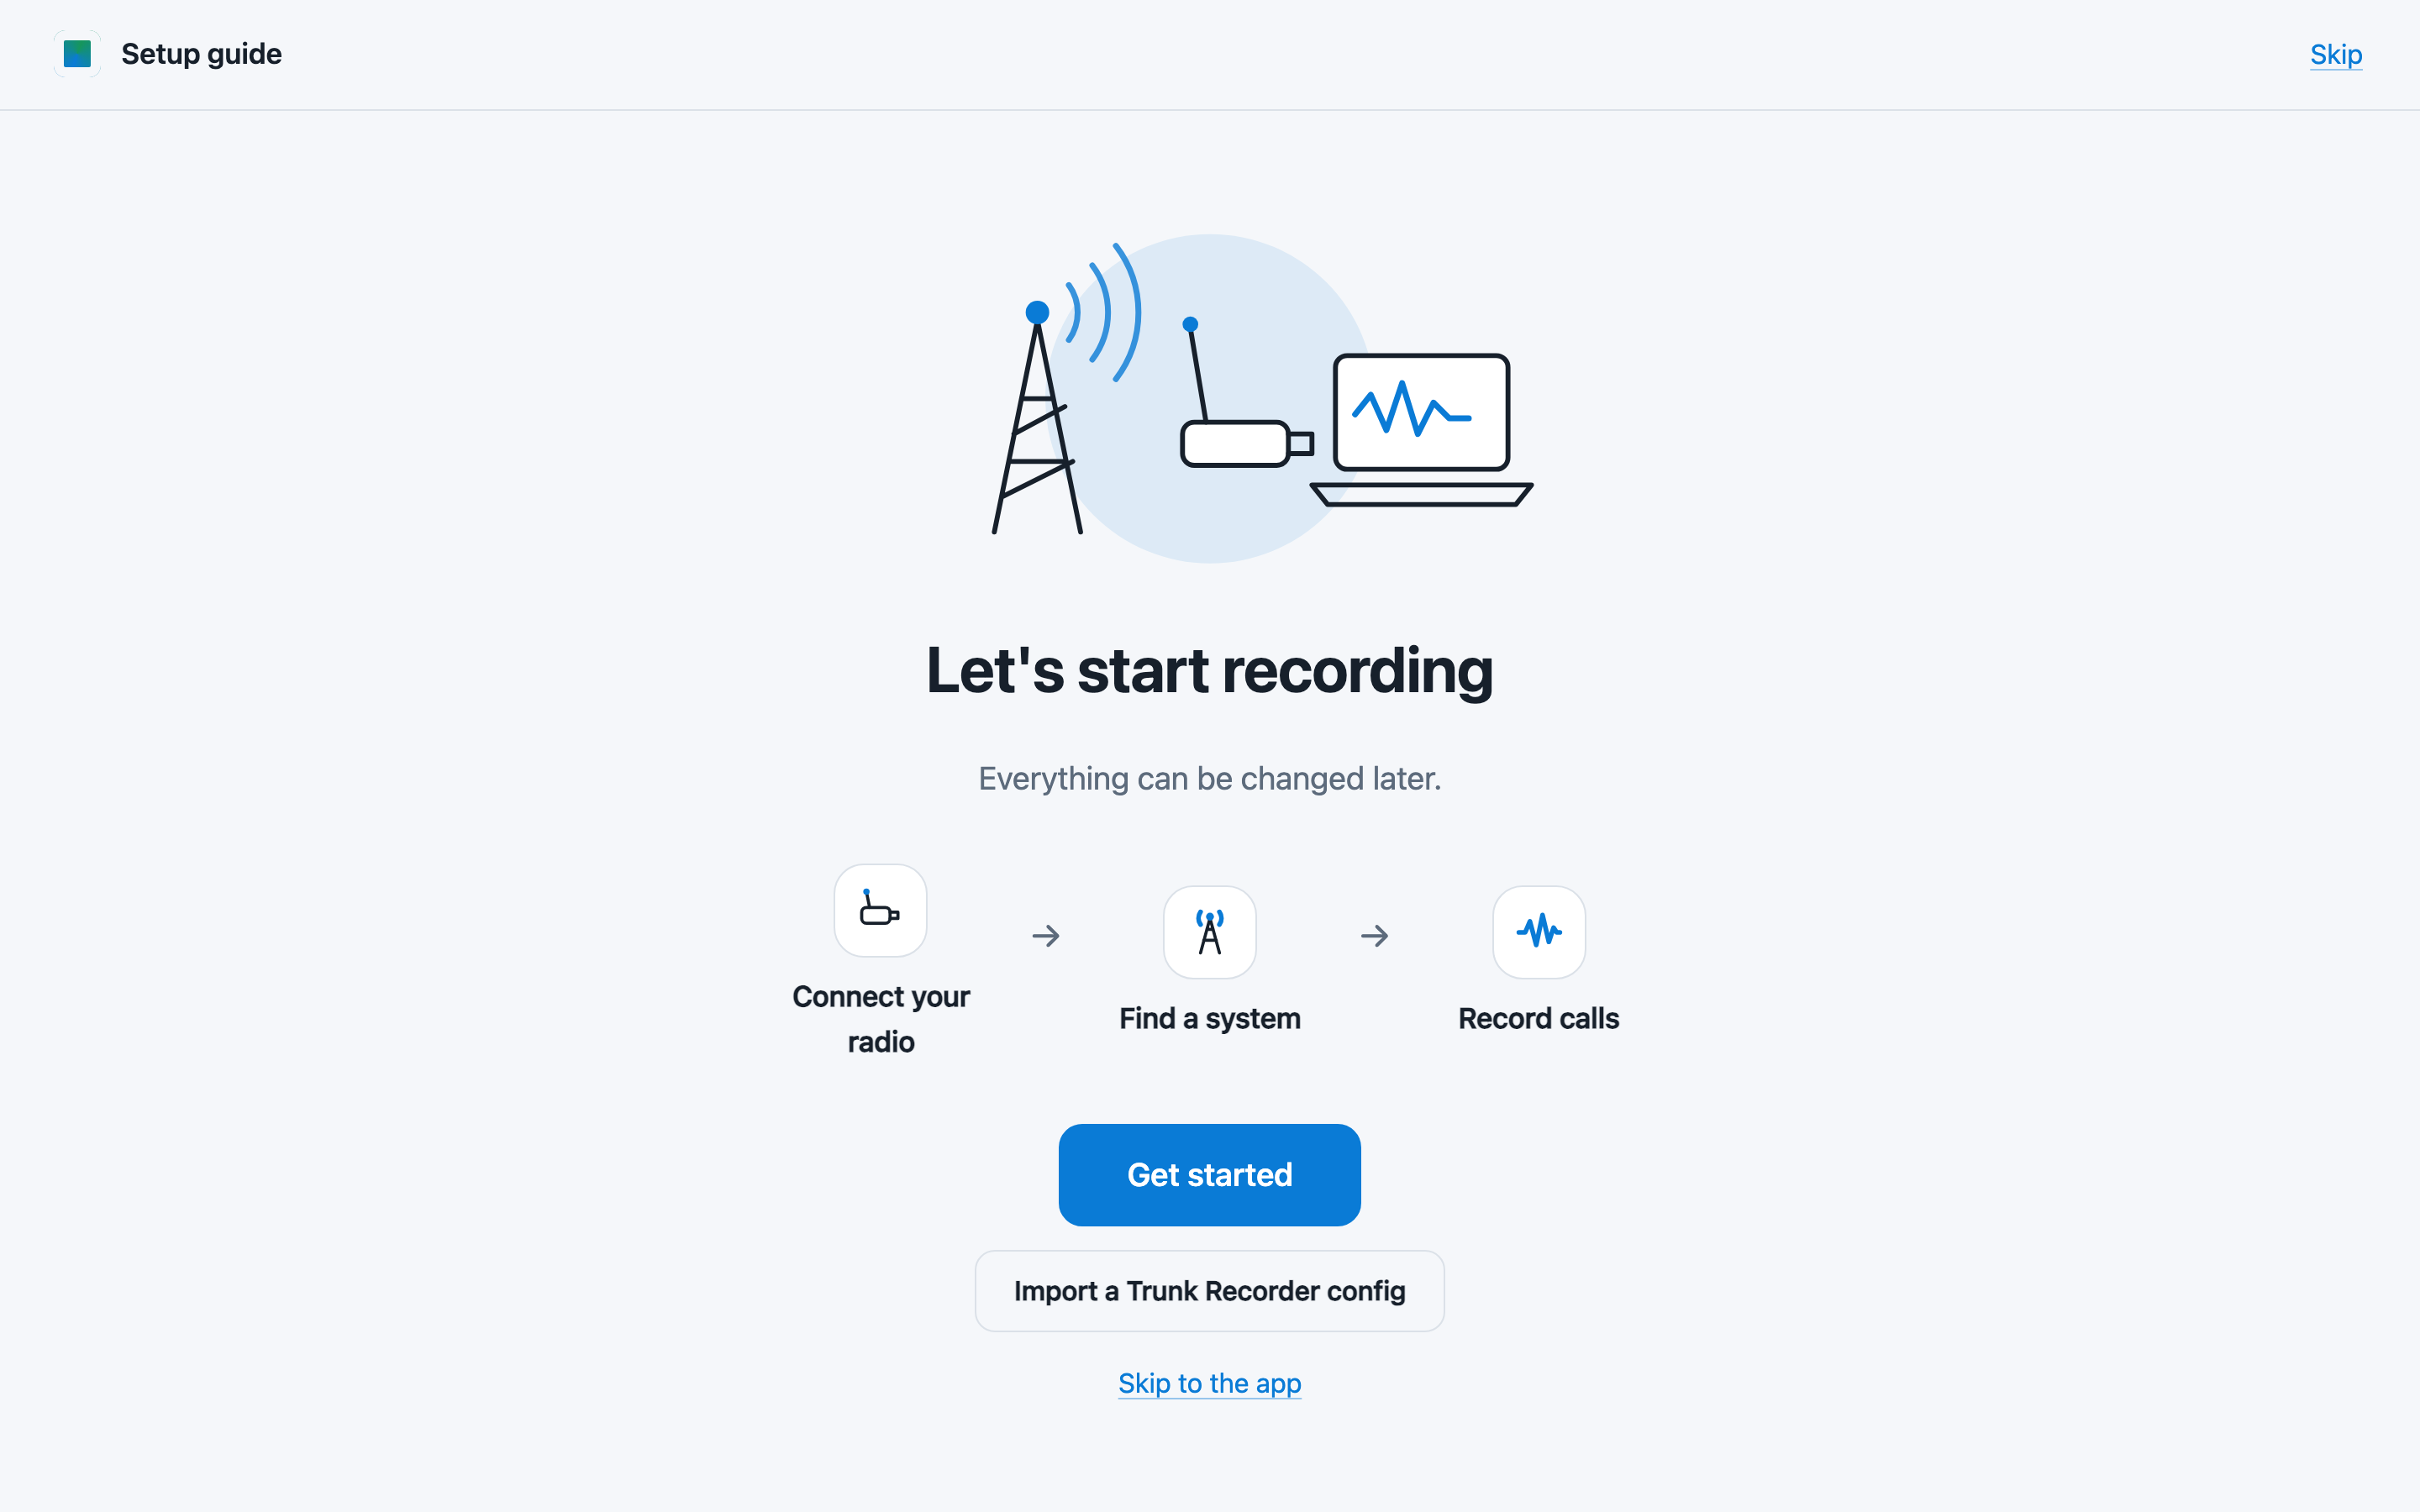 Setup guide
Skip
Let's start recording
Everything can be changed later.
Connect your
radio
Find a system
Record calls
Get started
Import a Trunk Recorder config
Skip to the app